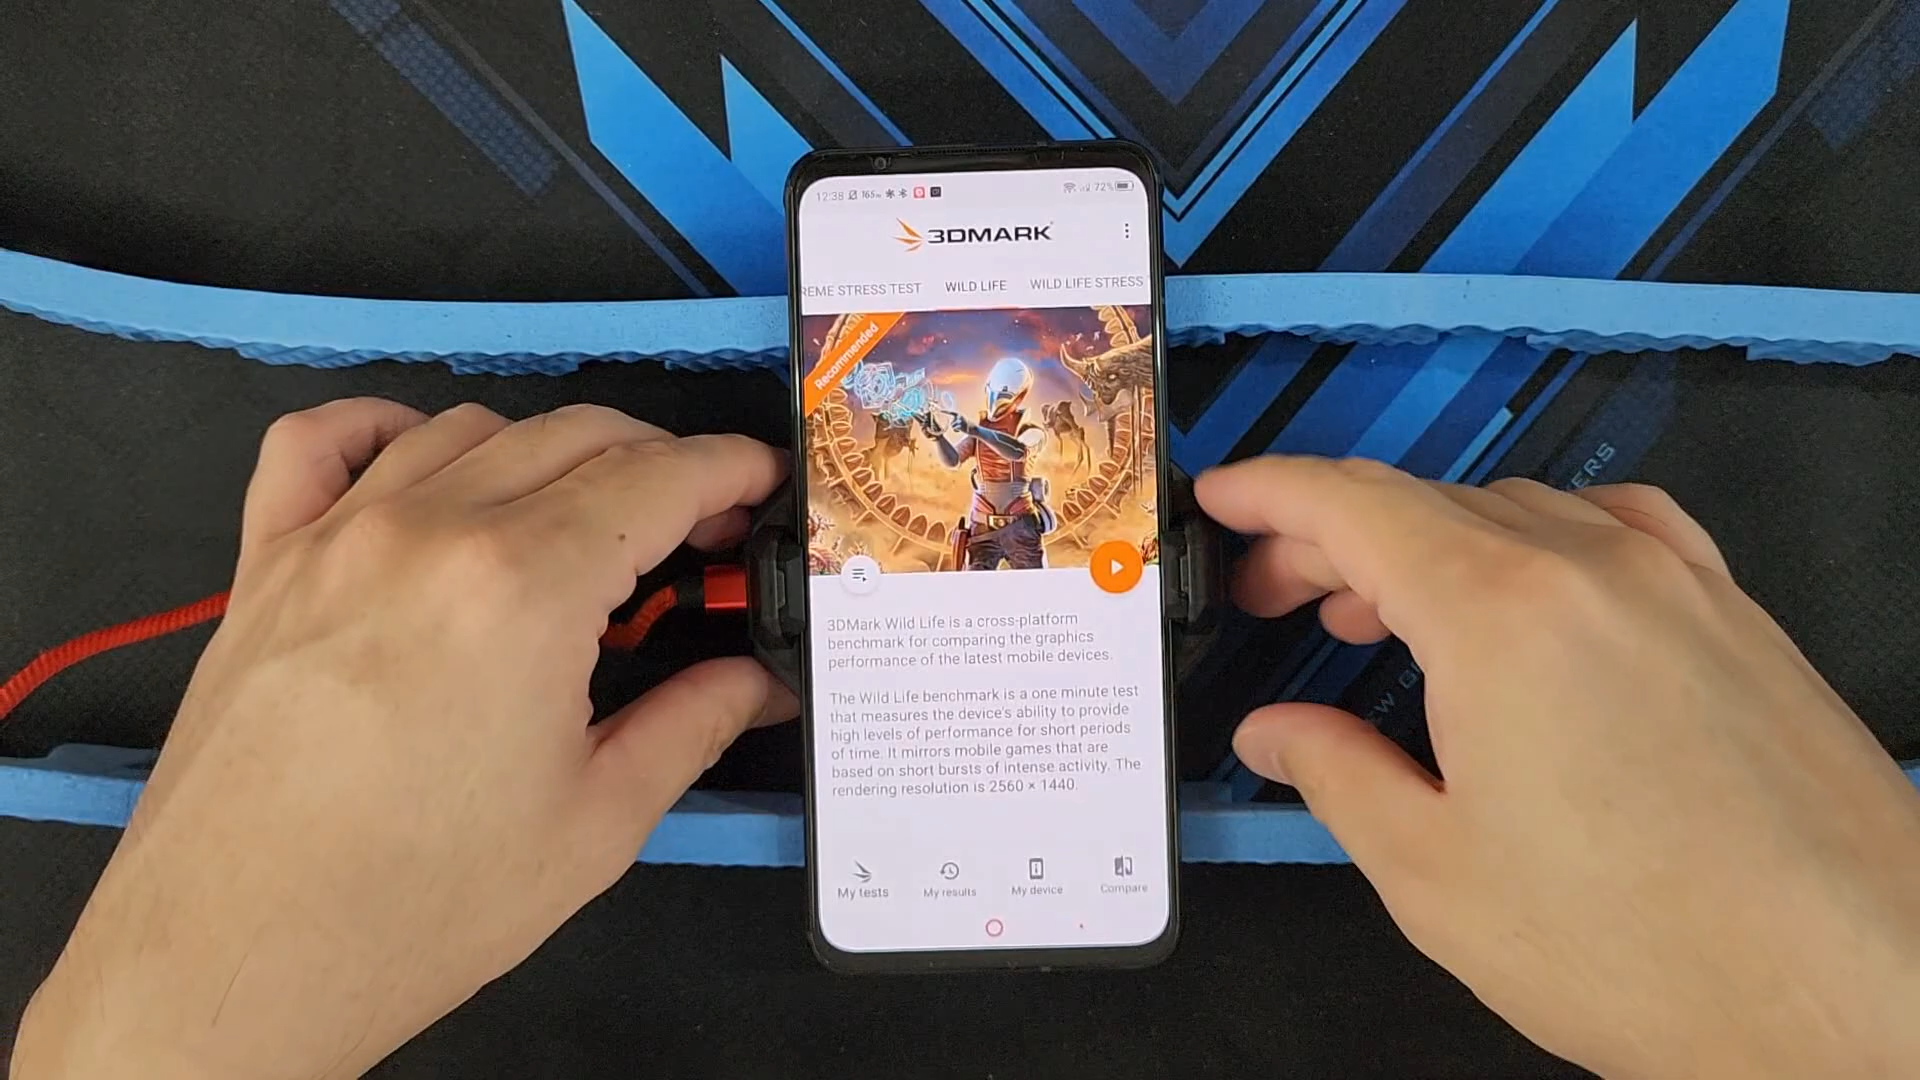 12:38 165
72%
3DMARK
REME STRESS TEST WILD LIFE WILD LIFE STRESS
Recommended
3DMark Wild Life is a cross-platform
benchmark for comparing the graphics
performance of the latest mobile devices.
The Wild Life benchmark is a one minute test
that measures the device's ability to provide
high levels of performance for short periods
of time. It mirrors mobile games that are
based on short bursts of intense activity. The
rendering resolution is 2560 × 1440.
My tests My results My device Compare